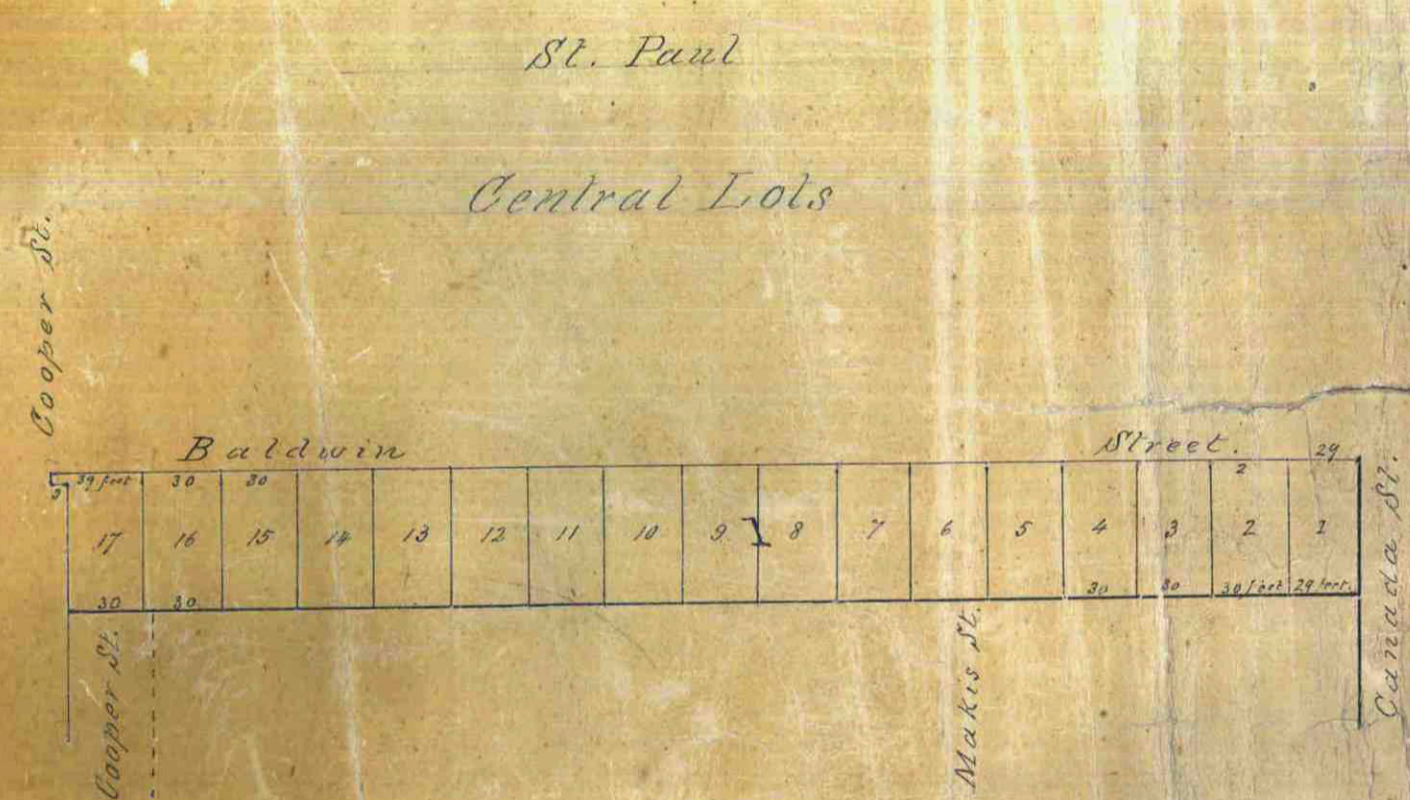 St. Paul
Central Lots
Cooper St.
Baldwin Street.
39 feet 30 30 2 29
9
17 16 15 14 13 12 11 10 9 8 7 6 5 4 3 2 1
30 30 30 30 30 feet 29 feet.
Cooper St.
Makis St.
Canada St.